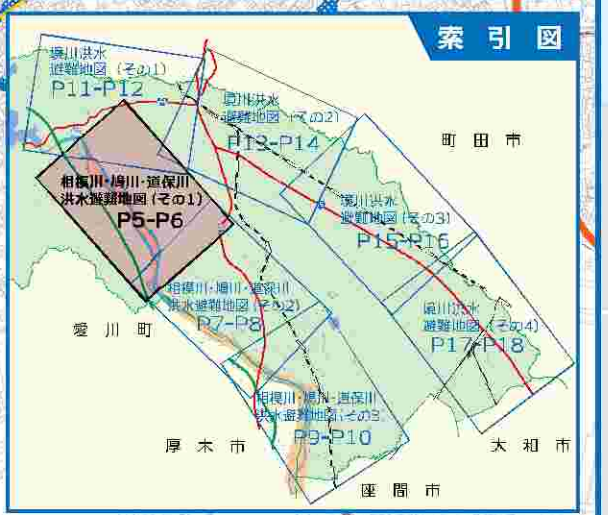 索引図
境川洪水
避難地図(その1)
P11-P12
境川洪水
避難地図(その2)
P13-P14
町田市
相模川・鳩川・道保川
洪水避難地図(その1)
P5-P6
境川洪水
避難地図(その3)
P15-P16
相模川・鳩川・道保川
洪水避難地図(その2)
P7-P8
境川洪水
避難地図(その4)
P17-P18
愛川町
相模川・鳩川・道保川
洪水避難地図(その3)
P9-P10
厚木市
大和市
座間市